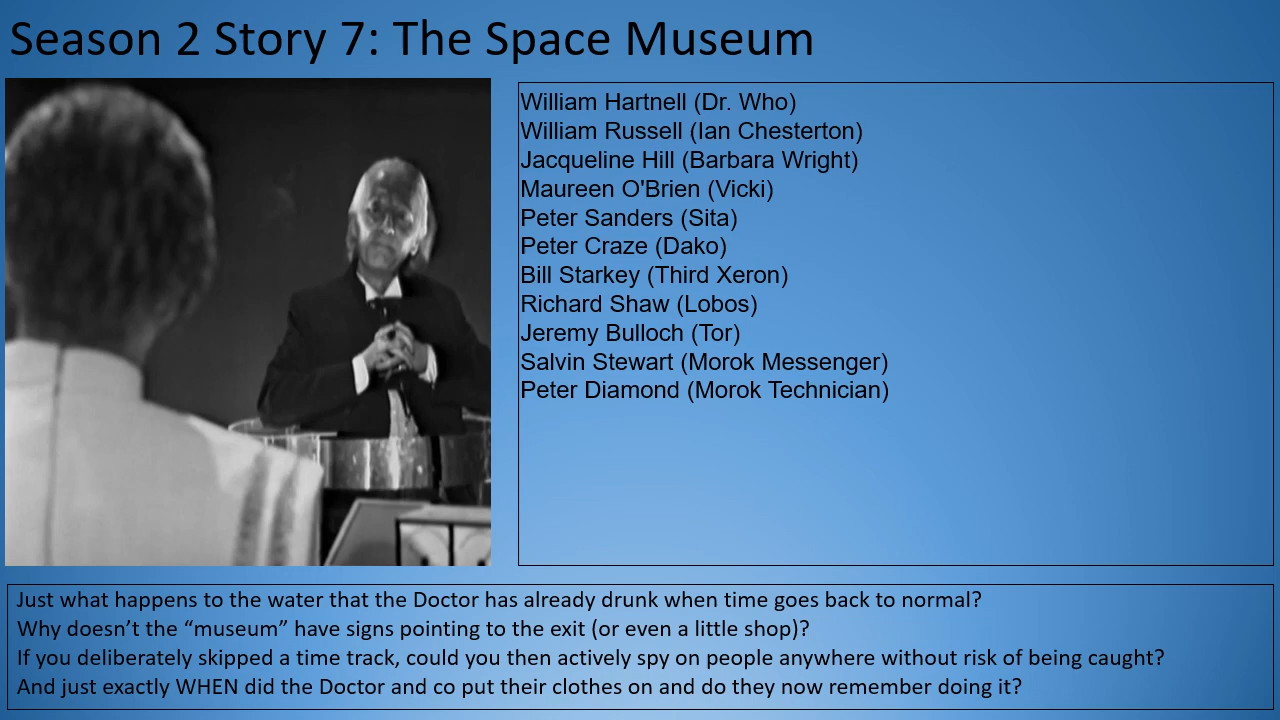 Season 2 Story 7: The Space Museum
William Hartnell (Dr. Who)
William Russell (Ian Chesterton)
Jacqueline Hill (Barbara Wright)
Maureen O'Brien (Vicki)
Peter Sanders (Sita)
Peter Craze (Dako)
Bill Starkey (Third Xeron)
Richard Shaw (Lobos)
Jeremy Bulloch (Tor)
Salvin Stewart (Morok Messenger)
Peter Diamond (Morok Technician)
Just what happens to the water that the Doctor has already drunk when time goes back to normal?
Why doesn’t the “museum” have signs pointing to the exit (or even a little shop)?
If you deliberately skipped a time track, could you then actively spy on people anywhere without risk of being caught?
And just exactly WHEN did the Doctor and co put their clothes on and do they now remember doing it?